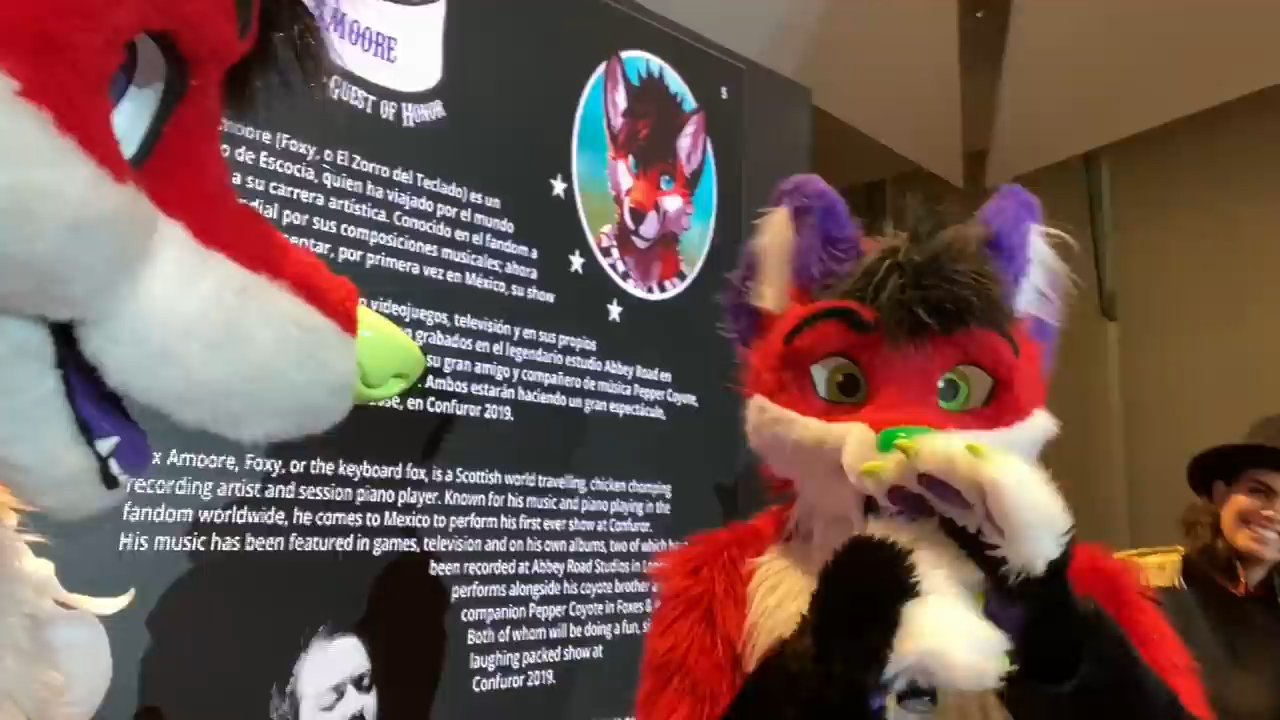 AMOORE
GUEST OF HONOR
5
moore (Foxy, o El Zorro del Teclado) es un
o de Escocia, quien ha viajado por el mundo
a su carrera artística. Conocido en el fandom a
dial por sus composiciones musicales; ahora
entar, por primera vez en México, su show
n videojuegos, televisión y en sus propios
grabados en el legendario estudio Abbey Road en
su gran amigo y compañero de música Pepper Coyote,
. Ambos estarán haciendo un gran espectáculo,
ose, en Confuror 2019.
x Amoore, Foxy, or the keyboard fox, is a Scottish world travelling, chicken chomping
recording artist and session piano player. Known for his music and piano playing in the
fandom worldwide, he comes to Mexico to perform his first ever show at Confuror.
His music has been featured in games, television and on his own albums, two of which
been recorded at Abbey Road Studios in
performs alongside his coyote brother
companion Pepper Coyote in Foxes &
Both of whom will be doing a fun,
laughing packed show at
Confuror 2019.